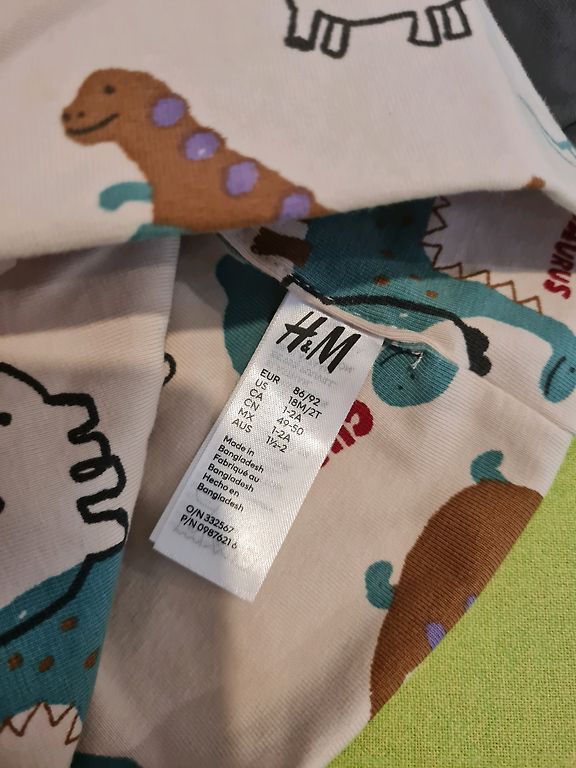 AURUS
H&M
EUR 86/92
US 18M/2T
CA 1-2A
CN 49-50
MX 1-2A
AUS 1½-2
Made in
Bangladesh
Fabriqué au
Bangladesh
Hecho en
Bangladesh
O/N 332567
P/N 0987621 6